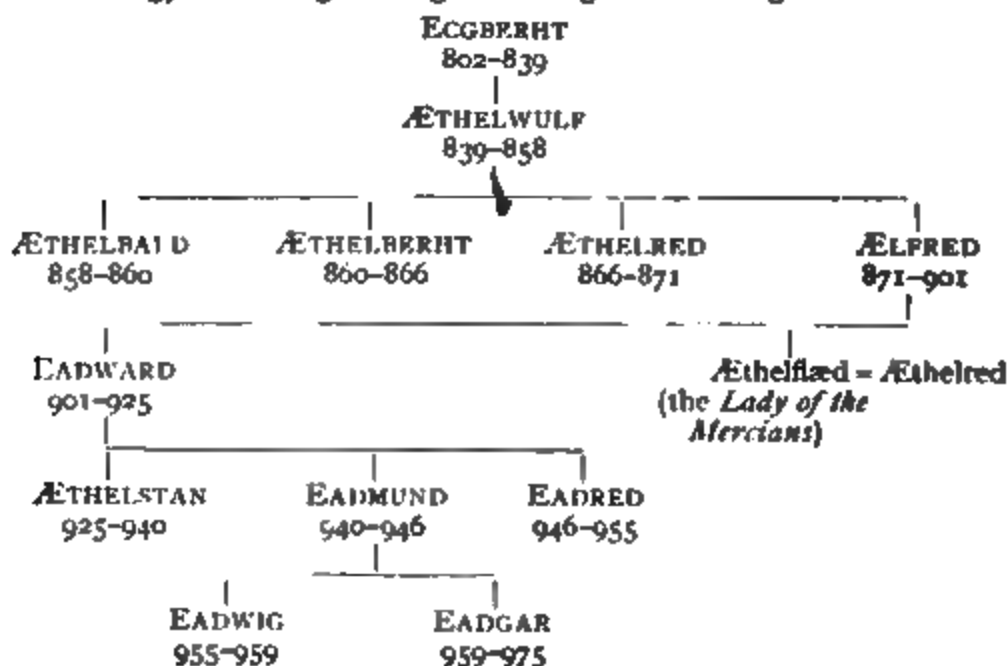 ECGBERHT
802–839
ÆTHELWULF
839–858
ÆTHELBALD ÆTHELBERHT ÆTHELRED ÆLFRED
858–860 860–866 866–871 871–901
EADWARD Æthelflæd = Æthelred
901–925 (the Lady of the
Mercians)
ÆTHELSTAN EADMUND EADRED
925–940 940–946 946–955
EADWIG EADGAR
955–959 959–975